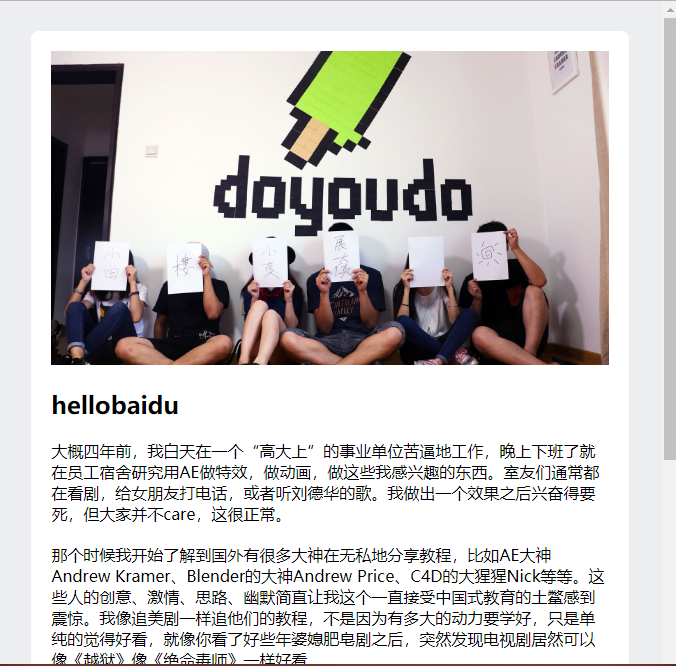 doyoudo
小田
楼
小辰
展大楼
hellobaidu
大概四年前，我白天在一个“高大上”的事业单位苦逼地工作，晚上下班了就
在员工宿舍研究用AE做特效，做动画，做这些我感兴趣的东西。室友们通常都
在看剧，给女朋友打电话，或者听刘德华的歌。我做出一个效果之后兴奋得要
死，但大家并不care，这很正常。
那个时候我开始了解到国外有很多大神在无私地分享教程，比如AE大神
Andrew Kramer、Blender的大神Andrew Price、C4D的大猩猩Nick等等。这
些人的创意、激情、思路、幽默简直让我这个一直接受中国式教育的土鳖感到
震惊。我像追美剧一样追他们的教程，不是因为有多大的动力要学好，只是单
纯的觉得好看，就像你看了好些年婆媳肥皂剧之后，突然发现电视剧居然可以
像《越狱》像《绝命毒师》一样好看